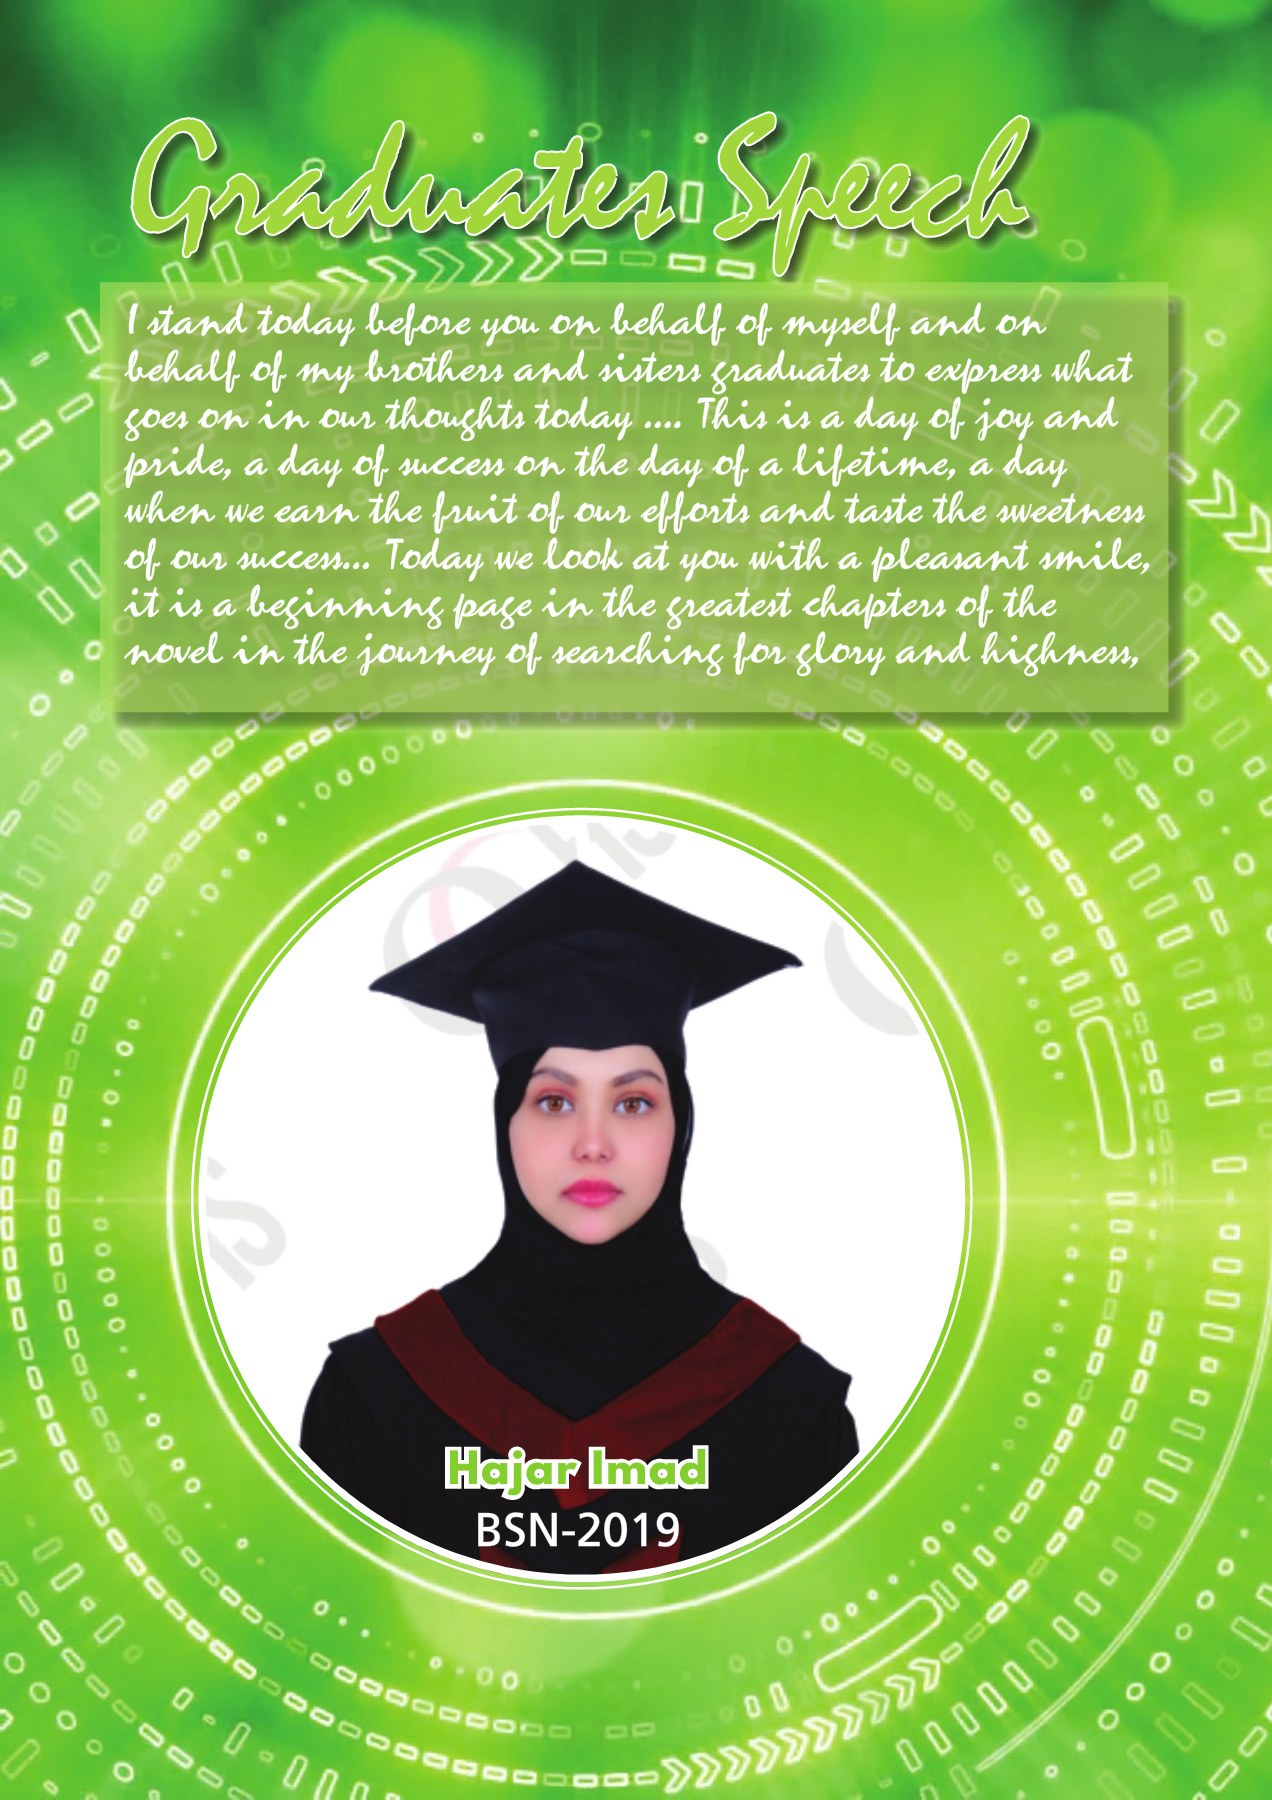 Graduates Speech
I stand today before you on behalf of myself and on
behalf of my brothers and sisters graduates to express what
goes on in our thoughts today .... This is a day of joy and
pride, a day of success on the day of a lifetime, a day
when we earn the fruit of our efforts and taste the sweetness
of our success... Today we look at you with a pleasant smile,
it is a beginning page in the greatest chapters of the
novel in the journey of searching for glory and highness,
Hajar Imad
BSN-2019